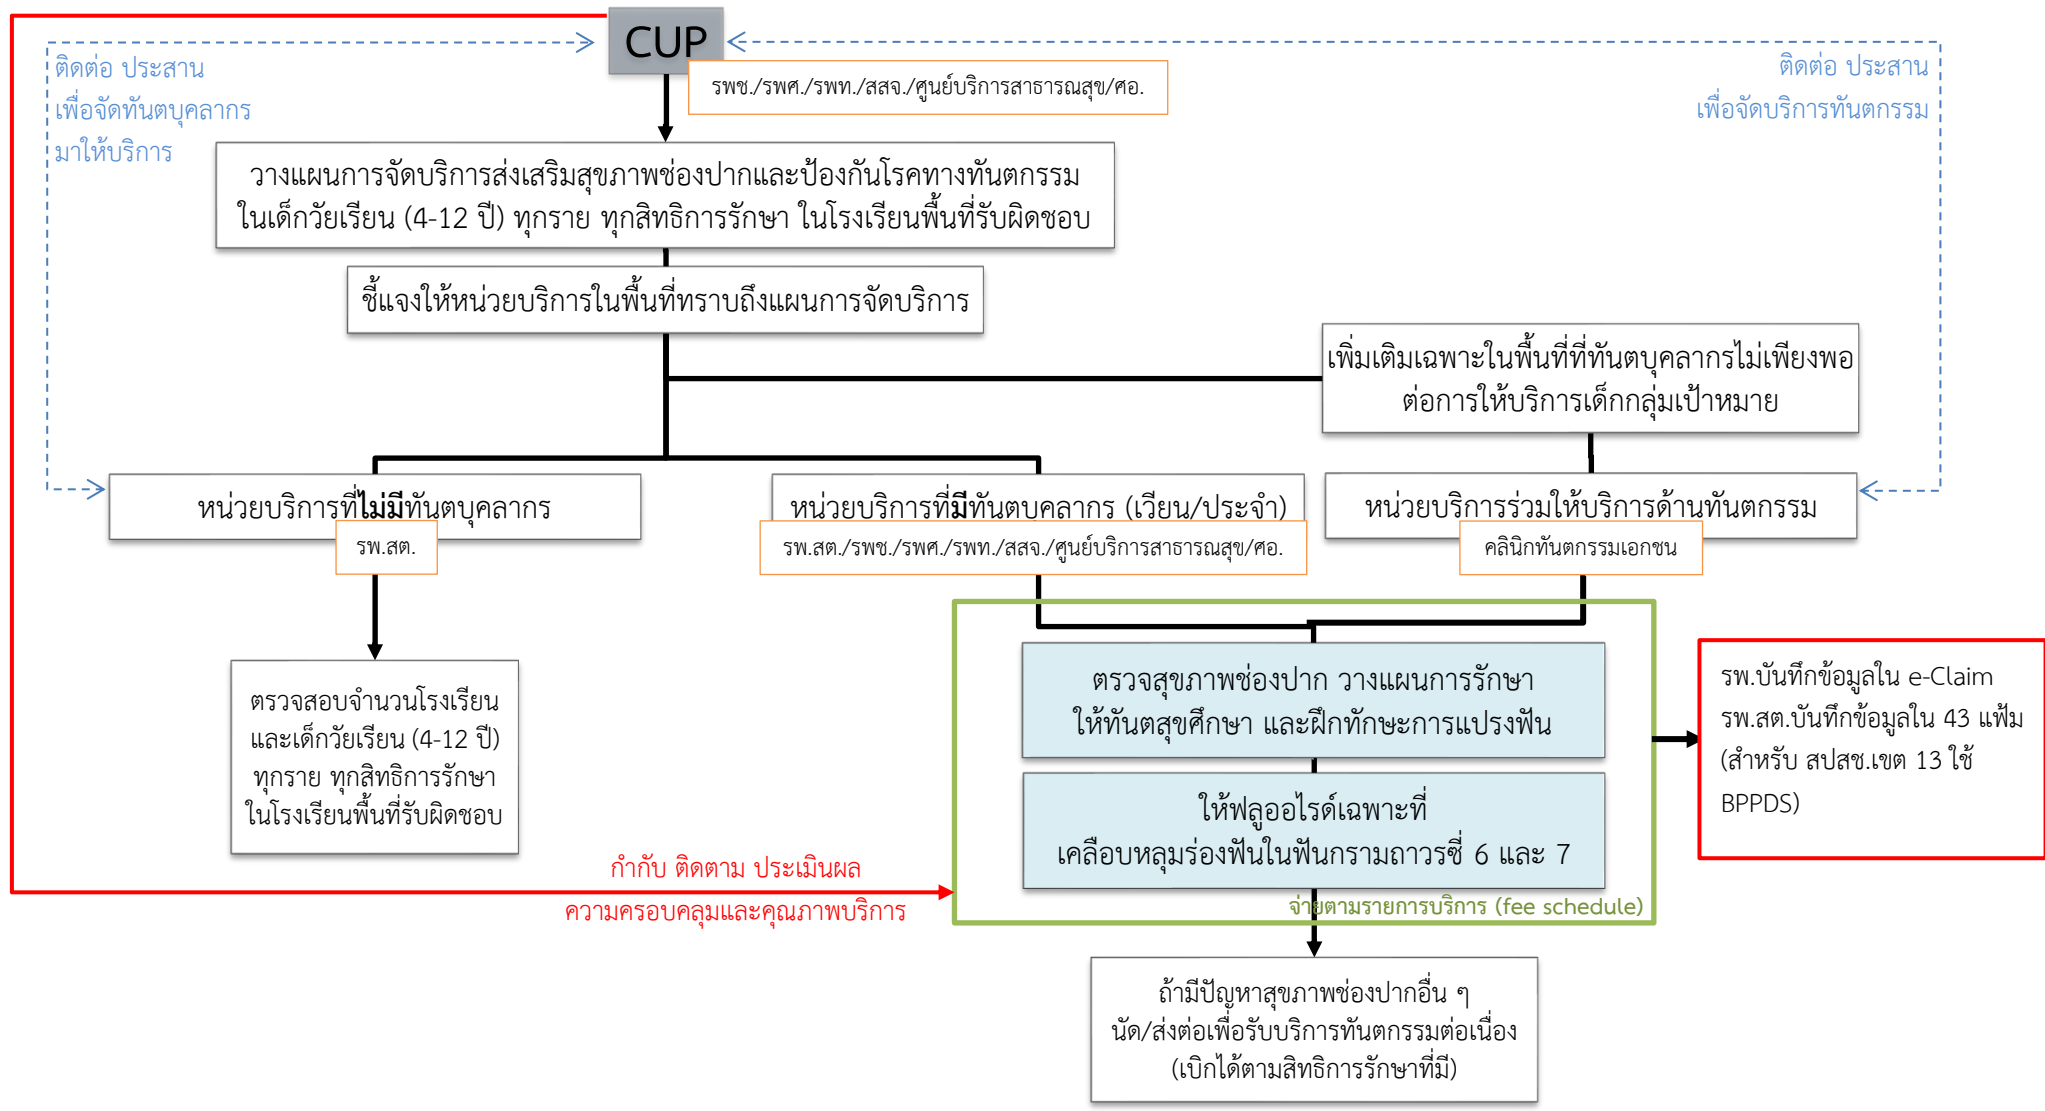 CUP
รพช./รพศ./รพท./สสจ./ศูนย์บริการสาธารณสุข/ศอ.
ติดต่อ ประสาน
เพื่อจัดทันตบุคลากร
มาให้บริการ
ติดต่อ ประสาน
เพื่อจัดบริการทันตกรรม
วางแผนการจัดบริการส่งเสริมสุขภาพช่องปากและป้องกันโรคทางทันตกรรม
ในเด็กวัยเรียน (4-12 ปี) ทุกราย ทุกสิทธิการรักษา ในโรงเรียนพื้นที่รับผิดชอบ
ชี้แจงให้หน่วยบริการในพื้นที่ทราบถึงแผนการจัดบริการ
เพิ่มเติมเฉพาะในพื้นที่ที่ทันตบุคลากรไม่เพียงพอ
ต่อการให้บริการเด็กกลุ่มเป้าหมาย
หน่วยบริการที่ไม่มีทันตบุคลากร
รพ.สต.
หน่วยบริการที่มีทันตบุคลากร (เวียน/ประจำ)
รพ.สต./รพช./รพศ./รพท./สสจ./ศูนย์บริการสาธารณสุข/ศอ.
หน่วยบริการร่วมให้บริการด้านทันตกรรม
คลินิกทันตกรรมเอกชน
ตรวจสอบจำนวนโรงเรียน
และเด็กวัยเรียน (4-12 ปี)
ทุกราย ทุกสิทธิการรักษา
ในโรงเรียนพื้นที่รับผิดชอบ
ตรวจสุขภาพช่องปาก วางแผนการรักษา
ให้ทันตสุขศึกษา และฝึกทักษะการแปรงฟัน
ให้ฟลูออไรด์เฉพาะที่
เคลือบหลุมร่องฟันในฟันกรามถาวรซี่ 6 และ 7
จ่ายตามรายการบริการ (fee schedule)
รพ.บันทึกข้อมูลใน e-Claim
รพ.สต.บันทึกข้อมูลใน 43 แฟ้ม
(สำหรับ สปสช.เขต 13 ใช้
BPPDS)
กำกับ ติดตาม ประเมินผล
ความครอบคลุมและคุณภาพบริการ
ถ้ามีปัญหาสุขภาพช่องปากอื่น ๆ
นัด/ส่งต่อเพื่อรับบริการทันตกรรมต่อเนื่อง
(เบิกได้ตามสิทธิการรักษาที่มี)